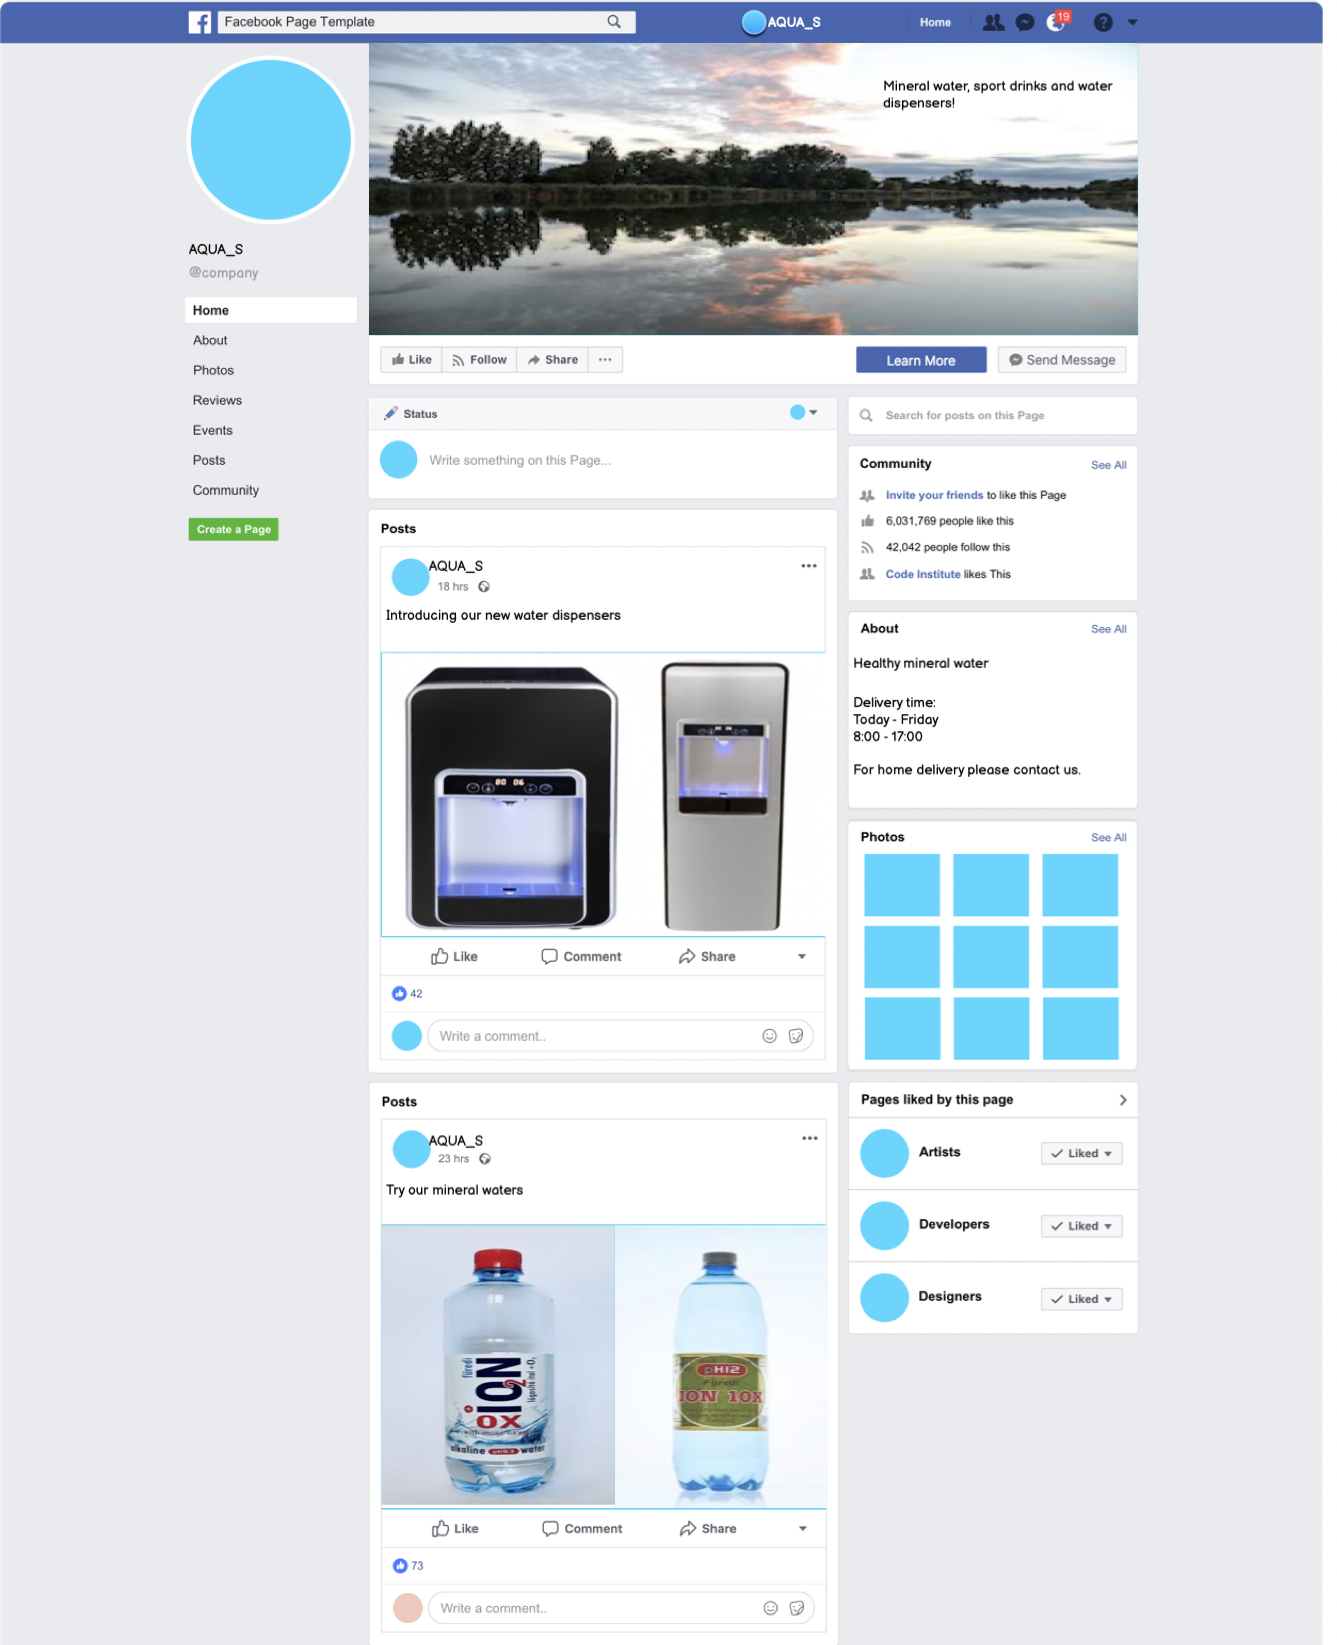 Facebook Page Template
AQUA_S
Home
19
Mineral water, sport drinks and water
dispensers!
AQUA_S
@company
Home
About
Photos
Reviews
Events
Posts
Community
Create a Page
Like
Follow
Share
Learn More
Send Message
Status
Write something on this Page...
Posts
AQUA_S
18 hrs
Introducing our new water dispensers
Like
Comment
Share
42
Write a comment..
Posts
AQUA_S
23 hrs
Try our mineral waters
füredi
ION
2
OX
alkaline pH9.3 water
PH12
Füredi
ION 10X
Like
Comment
Share
73
Write a comment..
Search for posts on this Page
Community
See All
Invite your friends to like this Page
6,031,769 people like this
42,042 people follow this
Code Institute likes This
About
See All
Healthy mineral water
Delivery time:
Today - Friday
8:00 - 17:00
For home delivery please contact us.
Photos
See All
Pages liked by this page
Artists
Liked
Developers
Liked
Designers
Liked